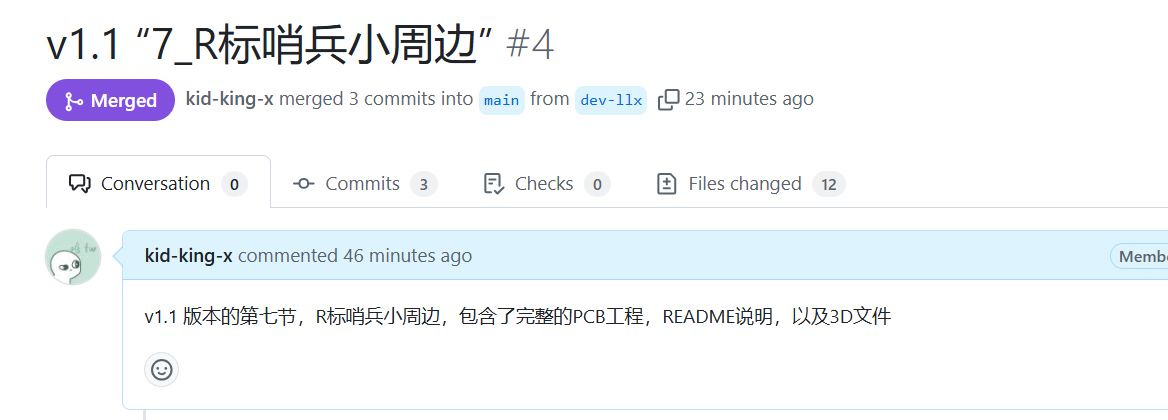 v1.1 “7_R标哨兵小周边” #4
Merged kid-king-x merged 3 commits into main from dev-llx 23 minutes ago
Conversation 0 Commits 3 Checks 0 Files changed 12
kid-king-x commented 46 minutes ago Membe
v1.1 版本的第七节，R标哨兵小周边，包含了完整的PCB工程，README说明，以及3D文件